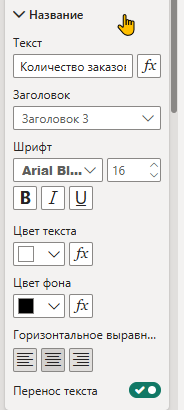 Название
Текст
Количество заказов
fx
Заголовок
Заголовок 3
Шрифт
Arial Bl...
16
B I U
Цвет текста
fx
Цвет фона
fx
Горизонтальное выравн...
Перенос текста